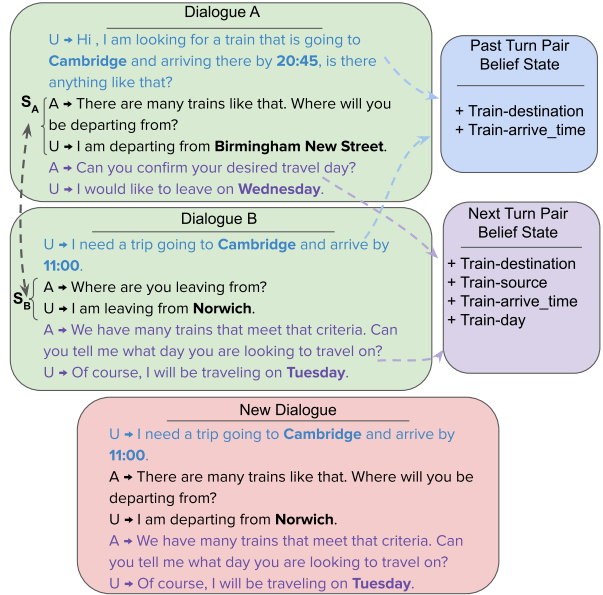 Dialogue A
U → Hi , I am looking for a train that is going to
Cambridge and arriving there by 20:45, is there
anything like that?
S_A
A → There are many trains like that. Where will you
be departing from?
U → I am departing from Birmingham New Street.
A → Can you confirm your desired travel day?
U → I would like to leave on Wednesday.
Past Turn Pair
Belief State
+ Train-destination
+ Train-arrive_time
Dialogue B
U → I need a trip going to Cambridge and arrive by
11:00.
S_B
A → Where are you leaving from?
U → I am leaving from Norwich.
A → We have many trains that meet that criteria. Can
you tell me what day you are looking to travel on?
U → Of course, I will be traveling on Tuesday.
Next Turn Pair
Belief State
+ Train-destination
+ Train-source
+ Train-arrive_time
+ Train-day
New Dialogue
U → I need a trip going to Cambridge and arrive by
11:00.
A → There are many trains like that. Where will you be
departing from?
U → I am departing from Norwich.
A → We have many trains that meet that criteria. Can
you tell me what day you are looking to travel on?
U → Of course, I will be traveling on Tuesday.